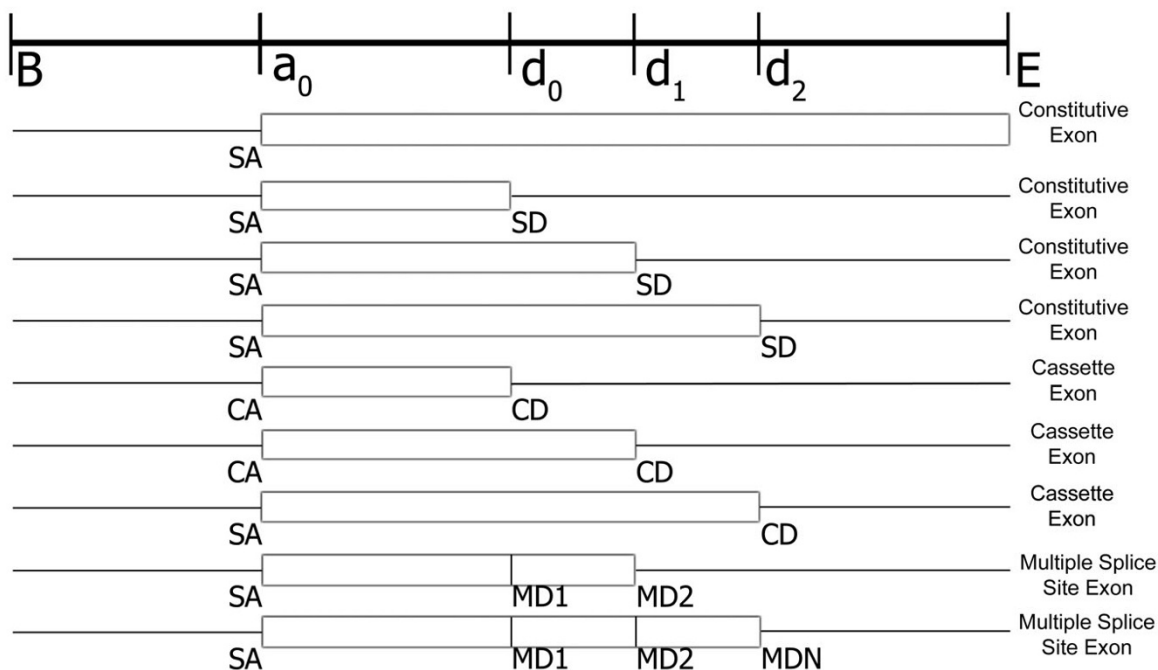 B a₀ d₀ d₁ d₂ E
Constitutive
Exon
SA
Constitutive
Exon
SA SD
Constitutive
Exon
SA SD
Constitutive
Exon
SA SD
Cassette
Exon
CA CD
Cassette
Exon
CA CD
Cassette
Exon
SA CD
Multiple Splice
Site Exon
SA MD1 MD2
Multiple Splice
Site Exon
SA MD1 MD2 MDN